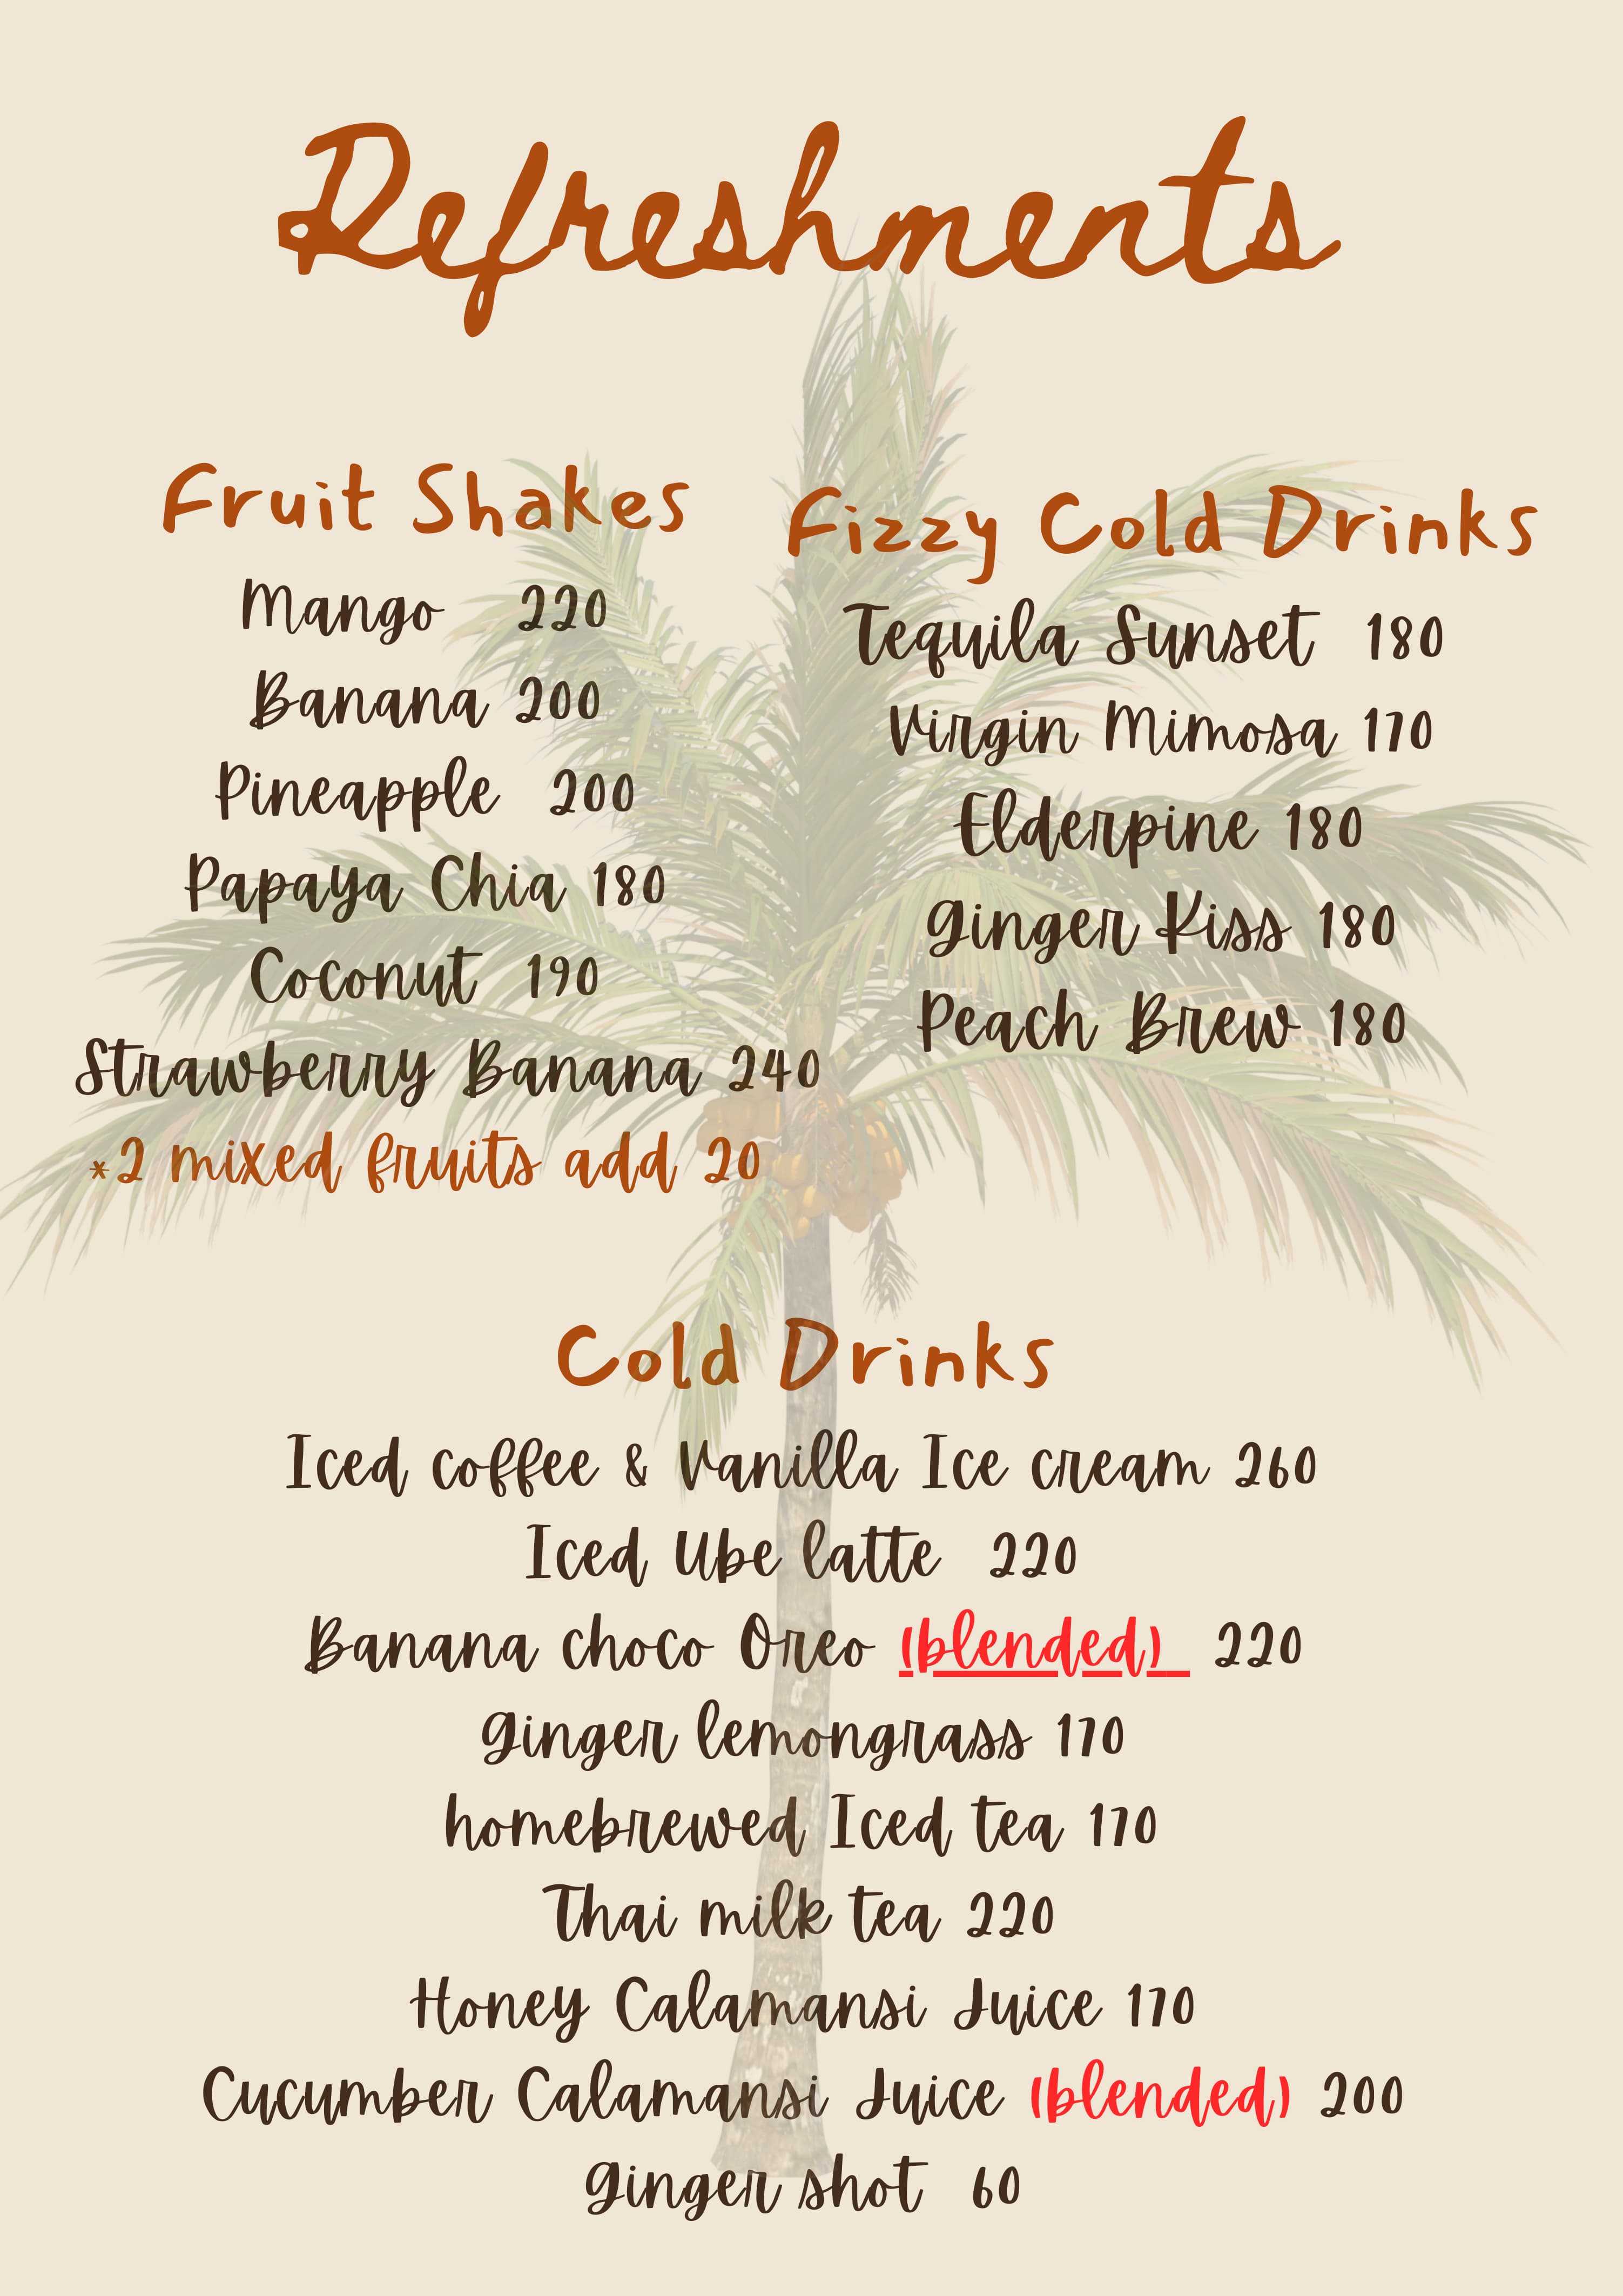 Refreshments
Fruit Shakes
Mango 220
Banana 200
Pineapple 200
Papaya Chia 180
Coconut 190
Strawberry Banana 240
*2 mixed fruits add 20
Fizzy Cold Drinks
Tequila Sunset 180
Virgin Mimosa 170
Elderpine 180
Ginger Kiss 180
Peach Brew 180
Cold Drinks
Iced coffee & Vanilla Ice cream 260
Iced Ube latte 220
Banana choco Oreo (blended) 220
Ginger lemongrass 170
homebrewed Iced tea 170
Thai milk tea 220
Honey Calamansi Juice 170
Cucumber Calamansi Juice (blended) 200
Ginger shot 60